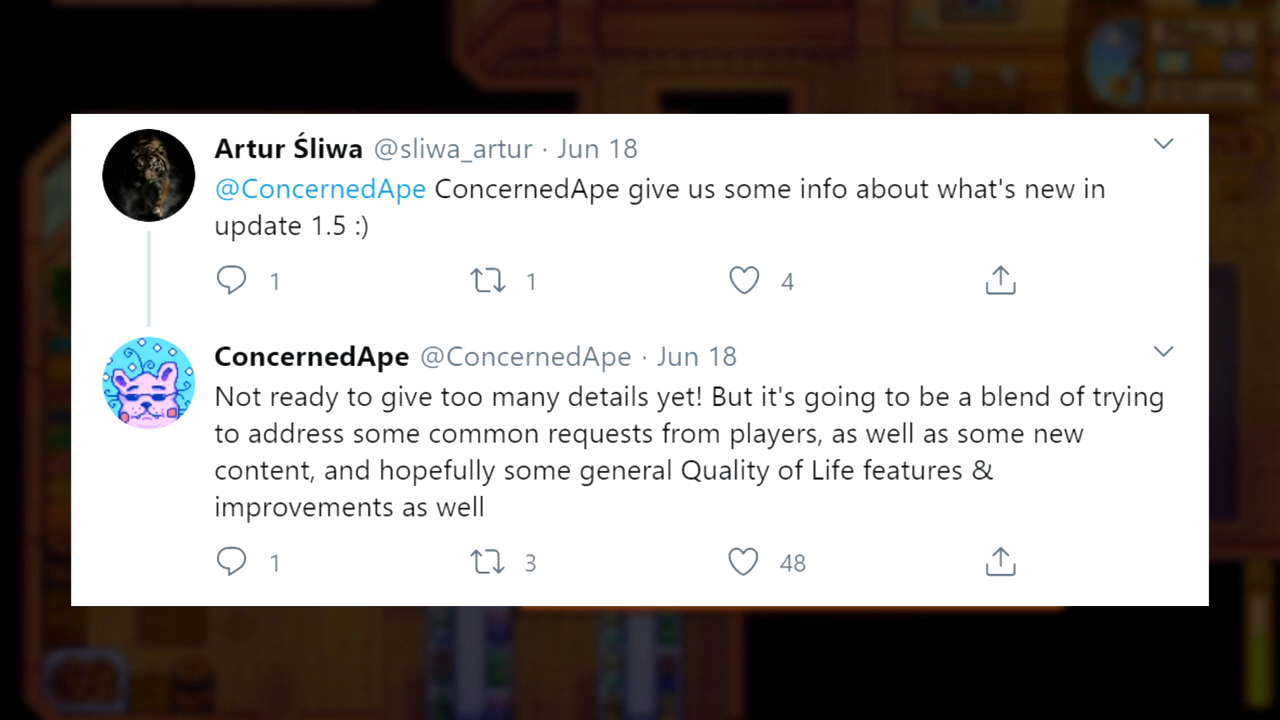 Artur Śliwa @sliwa_artur · Jun 18
@ConcernedApe ConcernedApe give us some info about what's new in
update 1.5 :)
1 1 4
ConcernedApe @ConcernedApe · Jun 18
Not ready to give too many details yet! But it's going to be a blend of trying
to address some common requests from players, as well as some new
content, and hopefully some general Quality of Life features &
improvements as well
1 3 48